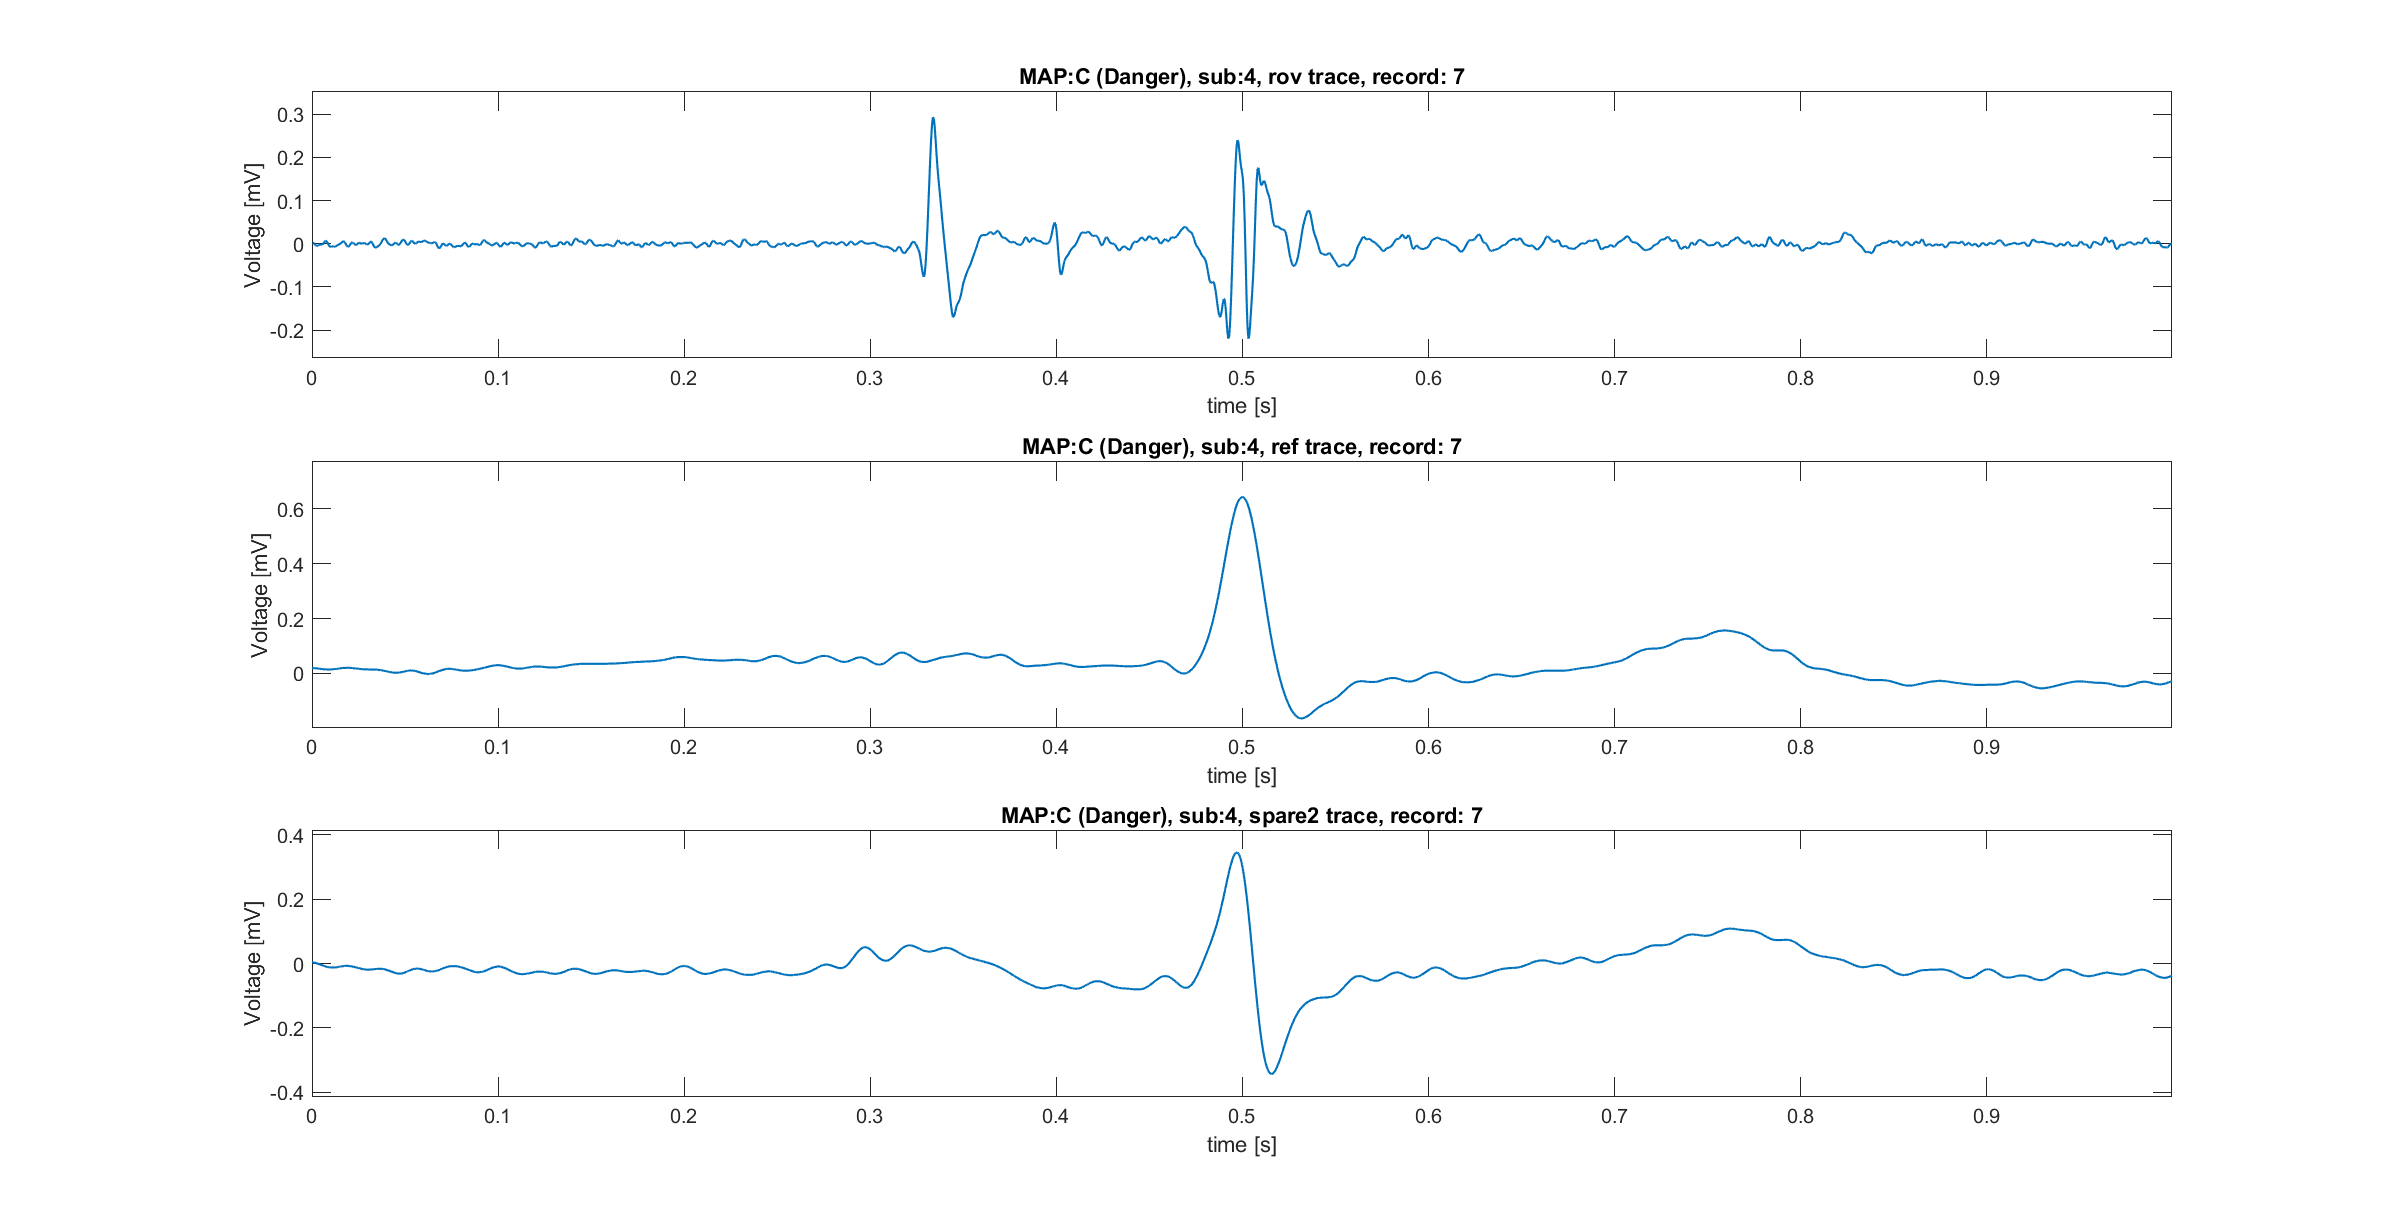 MAP:C (Danger), sub:4, rov trace, record: 7
Voltage [mV]
0.3
0.2
0.1
0
-0.1
-0.2
0 0.1 0.2 0.3 0.4 0.5 0.6 0.7 0.8 0.9
time [s]
MAP:C (Danger), sub:4, ref trace, record: 7
Voltage [mV]
0.6
0.4
0.2
0
0 0.1 0.2 0.3 0.4 0.5 0.6 0.7 0.8 0.9
time [s]
MAP:C (Danger), sub:4, spare2 trace, record: 7
Voltage [mV]
0.4
0.2
0
-0.2
-0.4
0 0.1 0.2 0.3 0.4 0.5 0.6 0.7 0.8 0.9
time [s]